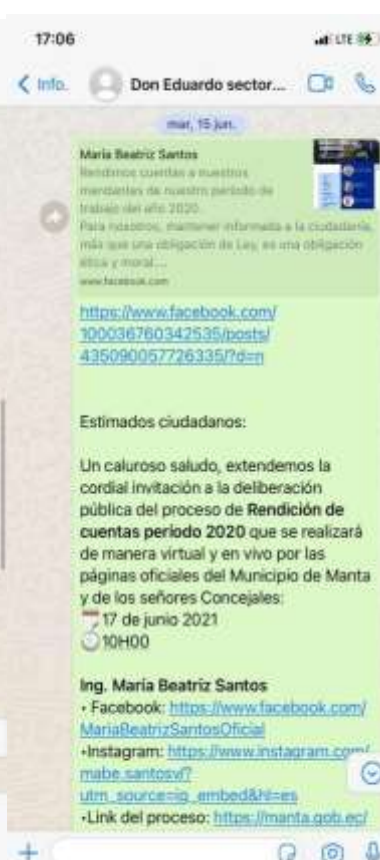 17:06
LTE
Info.
Don Eduardo sector...
mar, 15 jun.
Maria Beatriz Santos
Rendimos cuentas a nuestros
mandantes de nuestro periodo de
trabajo del año 2020.
Para nosotros, mantener informada a la ciudadanía,
más que una obligación de Ley, es una obligación
ética y moral....
www.facebook.com
https://www.facebook.com/
100036760342535/posts/
435090057726335/?d=n
Estimados ciudadanos:
Un caluroso saludo, extendemos la
cordial invitación a la deliberación
pública del proceso de Rendición de
cuentas período 2020 que se realizará
de manera virtual y en vivo por las
páginas oficiales del Municipio de Manta
y de los señores Concejales:
17 de junio 2021
10H00
Ing. María Beatriz Santos
• Facebook: https://www.facebook.com/
MariaBeatrizSantosOficial
•Instagram: https://www.instagram.com/
mabe.santosv/?
utm_source=ig_embed&hl=es
•Link del proceso: https://manta.gob.ec/